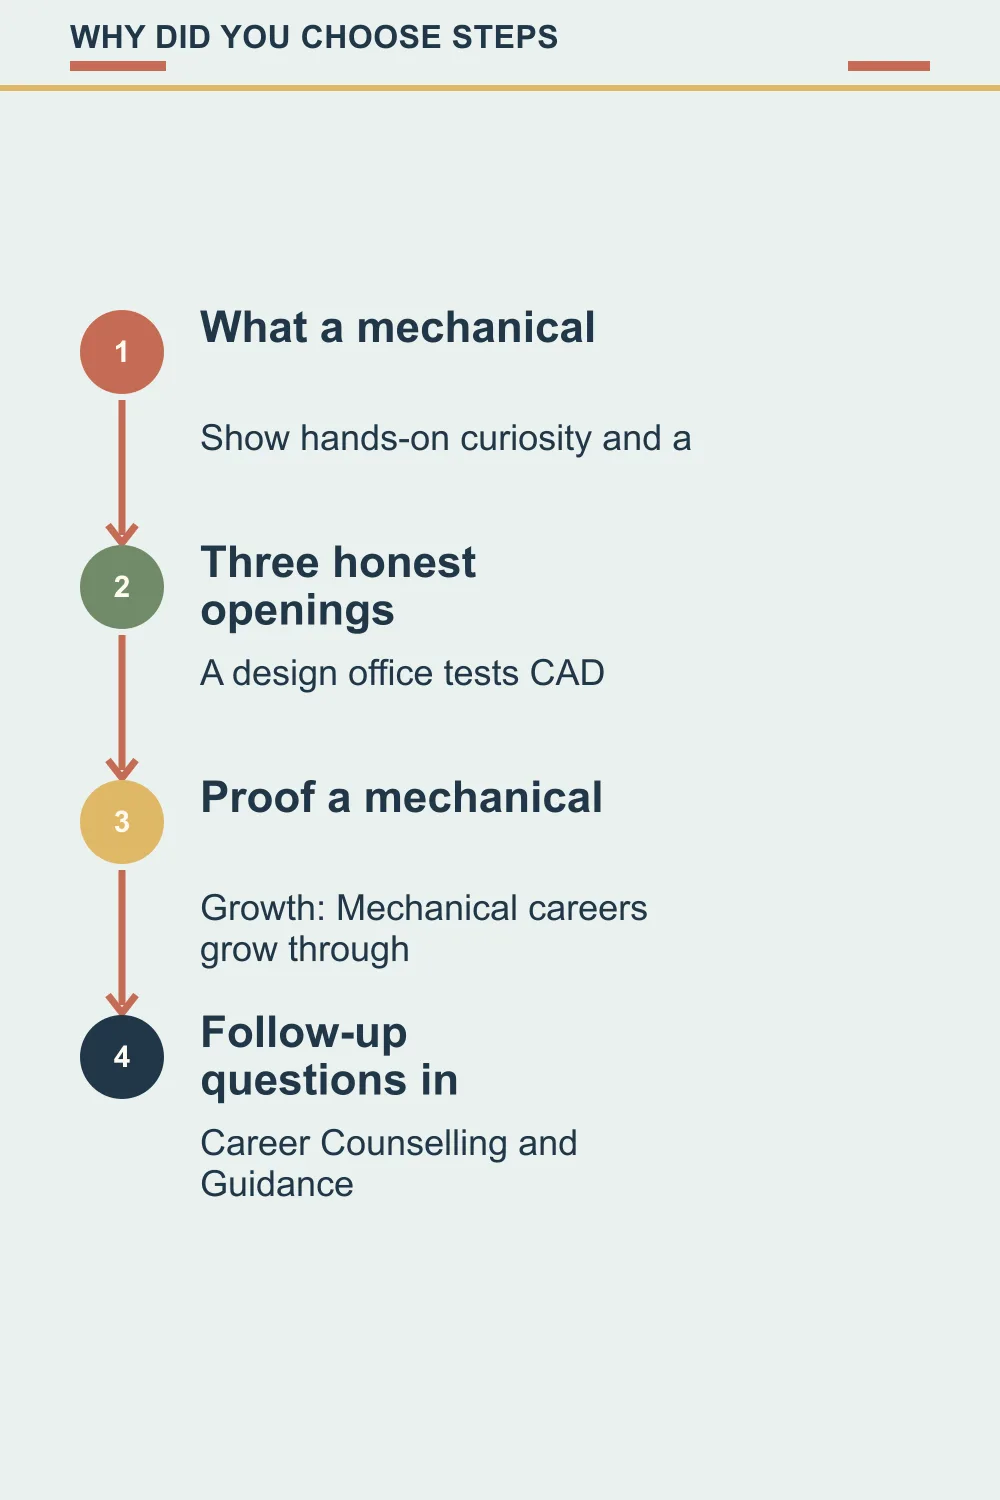 WHY DID YOU CHOOSE STEPS
1
What a mechanical
Show hands-on curiosity and a
2
Three honest
openings
A design office tests CAD
3
Proof a mechanical
Growth: Mechanical careers
grow through
4
Follow-up
questions in
Career Counselling and
Guidance